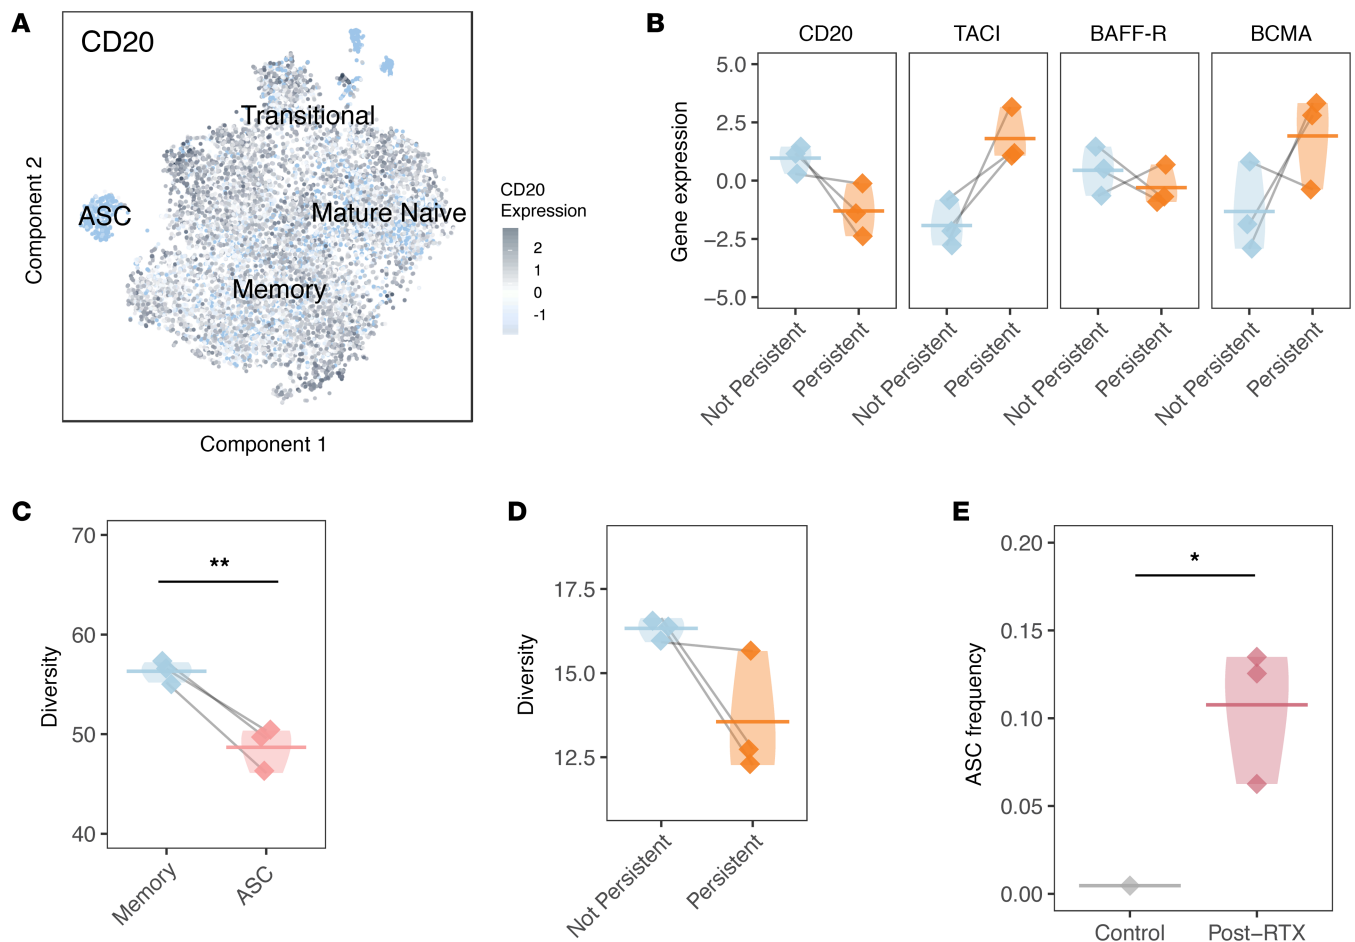 A
CD20
Transitional
ASC
Mature Naive
Memory
Component 2
Component 1
CD20
Expression
2
1
0
-1
B
CD20
TACI
BAFF-R
BCMA
Gene expression
5.0
2.5
0.0
−2.5
−5.0
Not Persistent
Persistent
Not Persistent
Persistent
Not Persistent
Persistent
Not Persistent
Persistent
C
Diversity
70
60
50
40
**
Memory
ASC
D
Diversity
17.5
15.0
12.5
Not Persistent
Persistent
E
ASC frequency
0.20
0.15
0.10
0.05
0.00
*
Control
Post−RTX